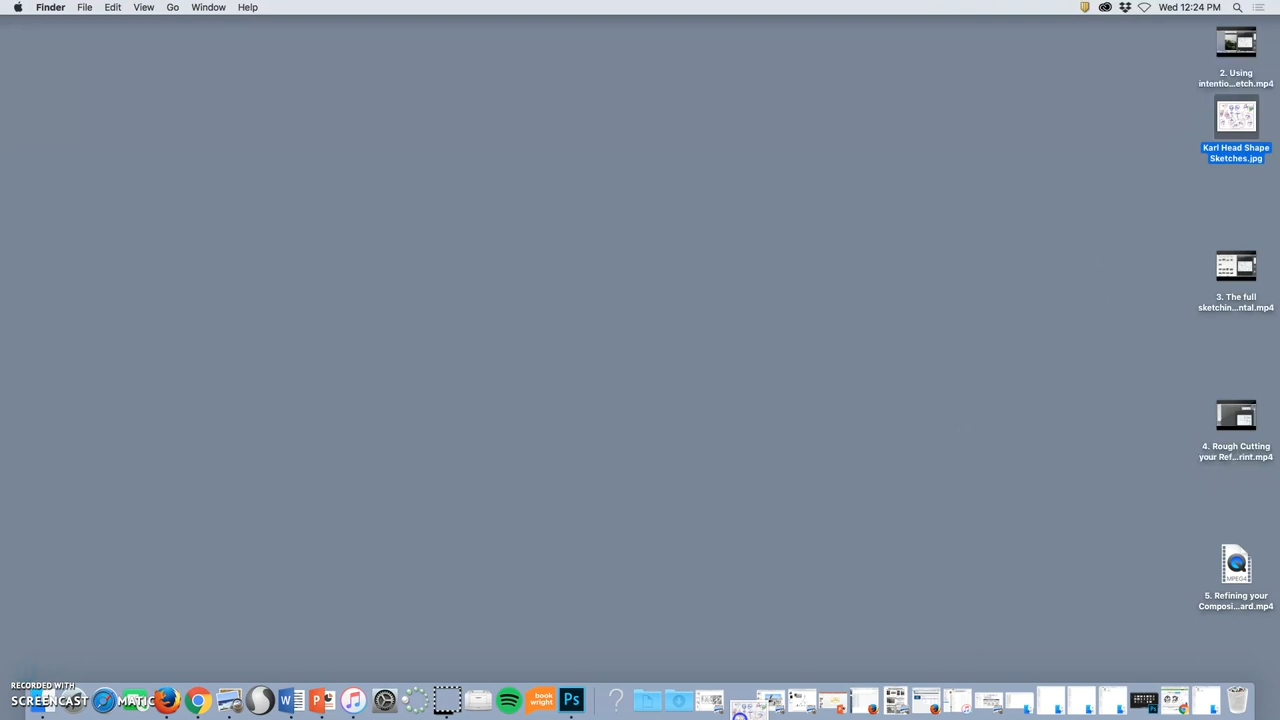 Finder File Edit View Go Window Help Wed 12:24 PM
2. Using
intentio...etch.mp4
Karl Head Shape
Sketches.jpg
3. The full
sketchin...ntal.mp4
4. Rough Cutting
your Ref...rint.mp4
MPEG4
5. Refining your
Composi...ard.mp4
RECORDED WITH
SCREENCAST MATIC
book
wright
Ps
?